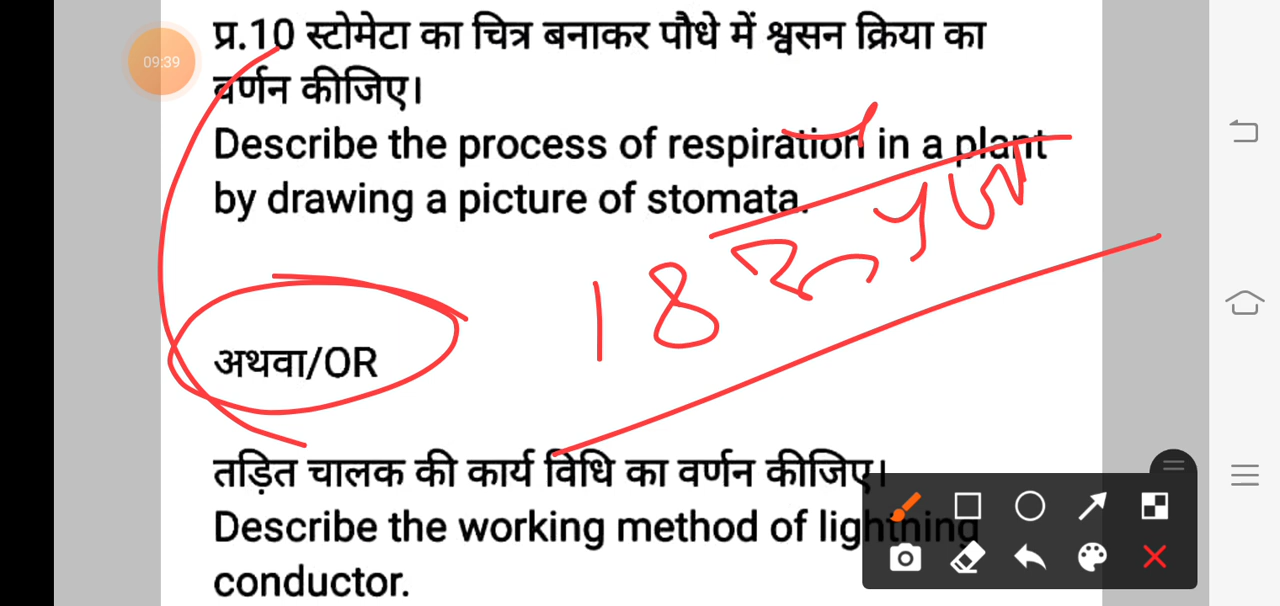 09:39
प्र.10 स्टोमेटा का चित्र बनाकर पौधे में श्वसन क्रिया का
वर्णन कीजिए।
Describe the process of respiration in a plant
by drawing a picture of stomata.
18
अथवा/OR
तड़ित चालक की कार्य विधि का वर्णन कीजिए।
Describe the working method of lightning
conductor.